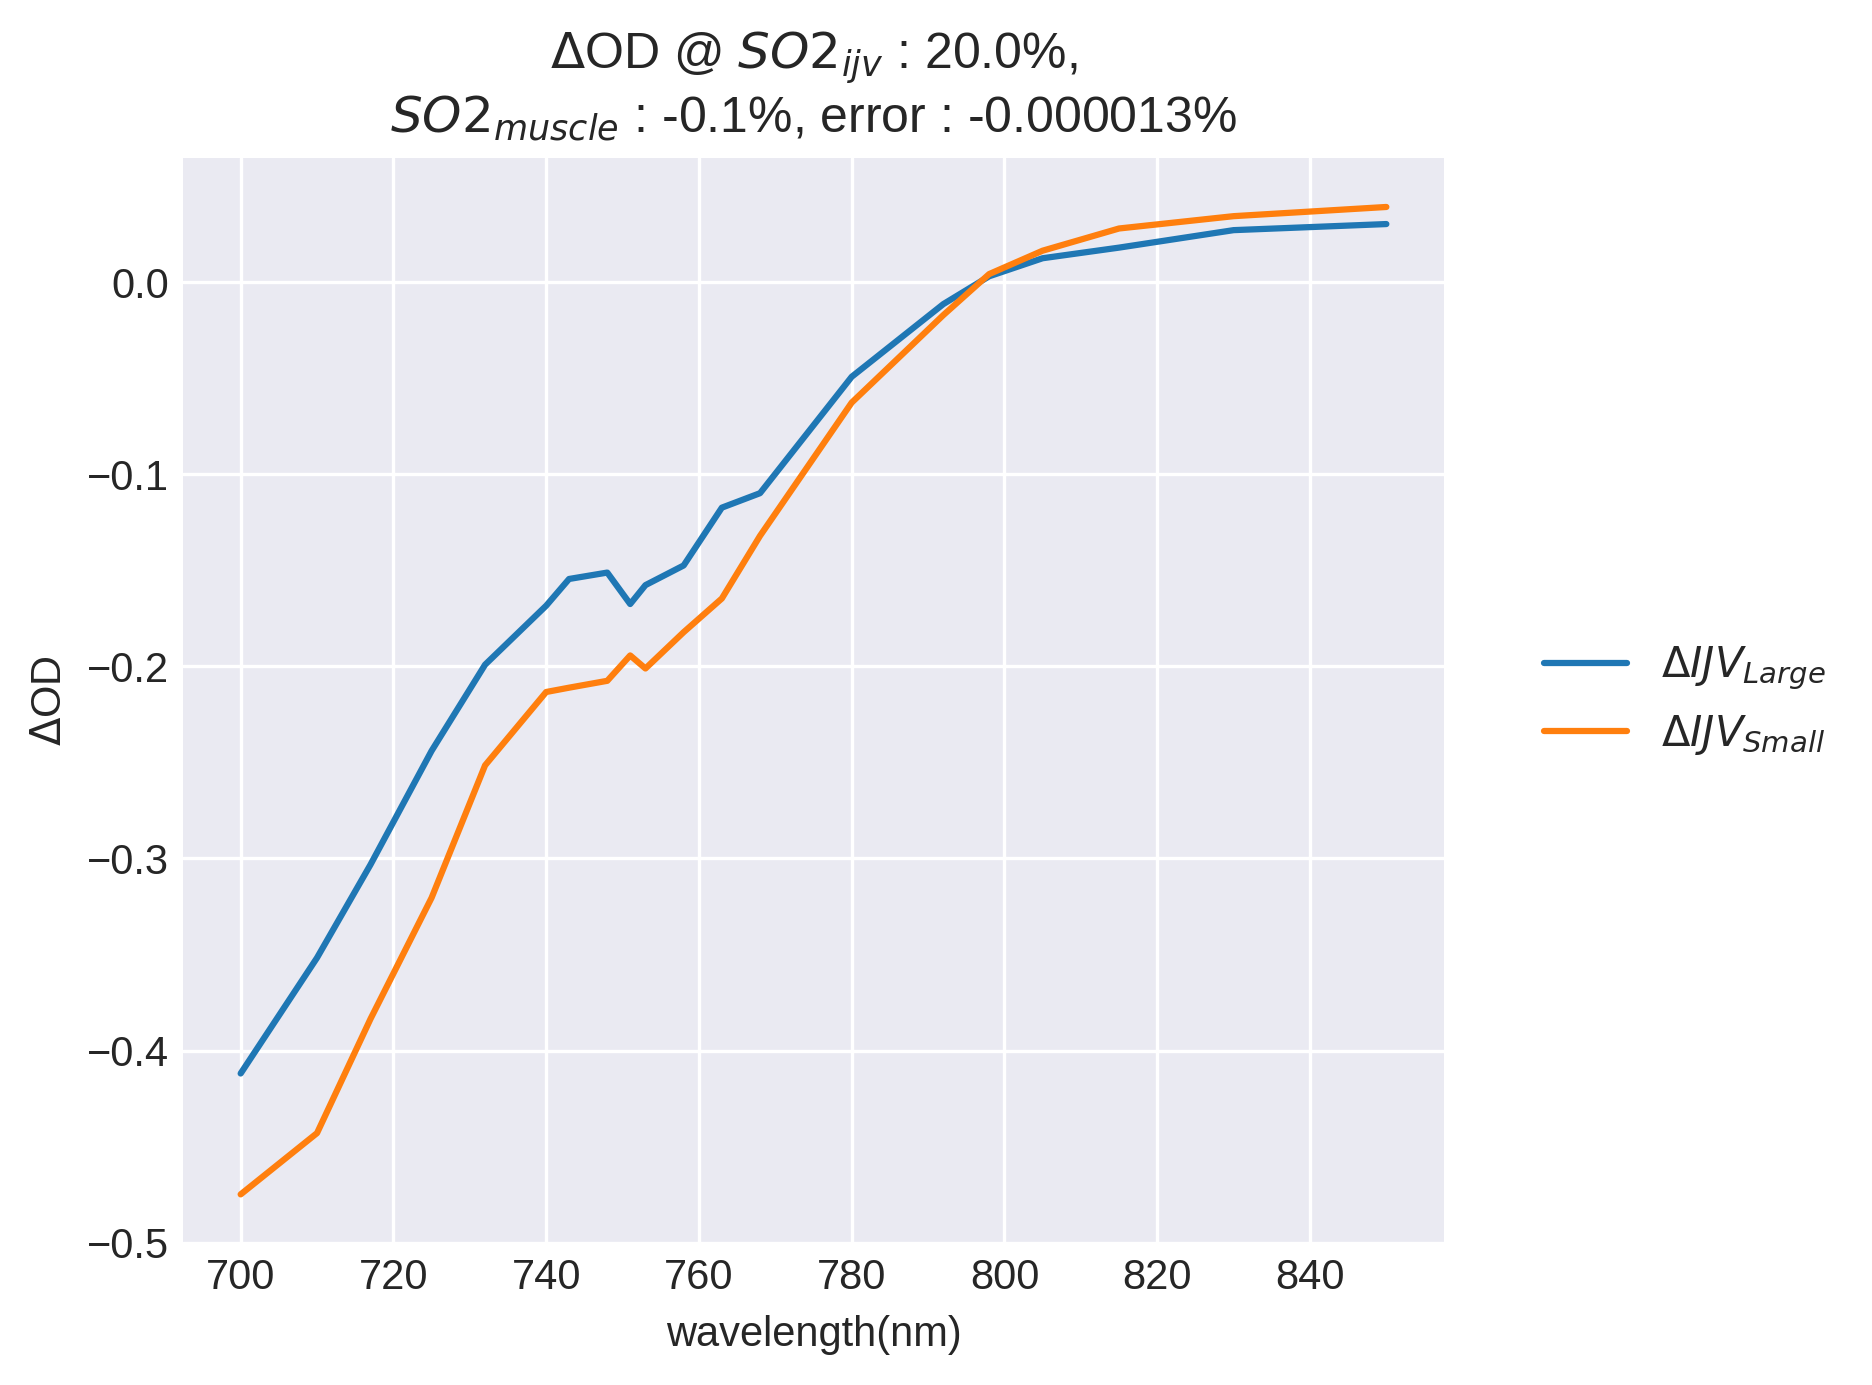 ΔOD @ SO2ijv : 20.0%,
SO2muscle : -0.1%, error : -0.000013%
ΔOD
0.0
−0.1
−0.2
−0.3
−0.4
−0.5
700 720 740 760 780 800 820 840
wavelength(nm)
ΔIJVLarge
ΔIJVSmall